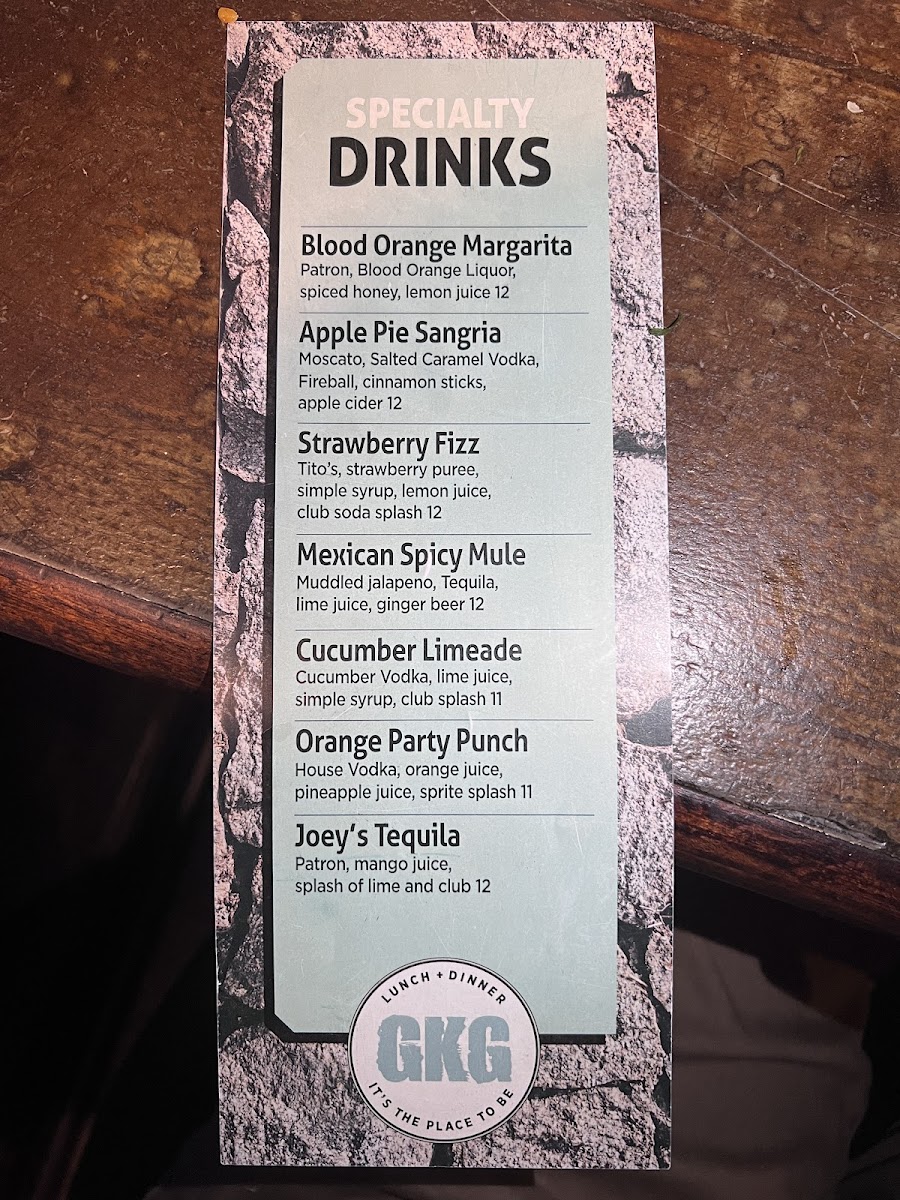 SPECIALTY
DRINKS
Blood Orange Margarita
Patron, Blood Orange Liquor,
spiced honey, lemon juice 12
Apple Pie Sangria
Moscato, Salted Caramel Vodka,
Fireball, cinnamon sticks,
apple cider 12
Strawberry Fizz
Tito's, strawberry puree,
simple syrup, lemon juice,
club soda splash 12
Mexican Spicy Mule
Muddled jalapeno, Tequila,
lime juice, ginger beer 12
Cucumber Limeade
Cucumber Vodka, lime juice,
simple syrup, club splash 11
Orange Party Punch
House Vodka, orange juice,
pineapple juice, sprite splash 11
Joey's Tequila
Patron, mango juice,
splash of lime and club 12
LUNCH + DINNER
GKG
IT'S THE PLACE TO BE